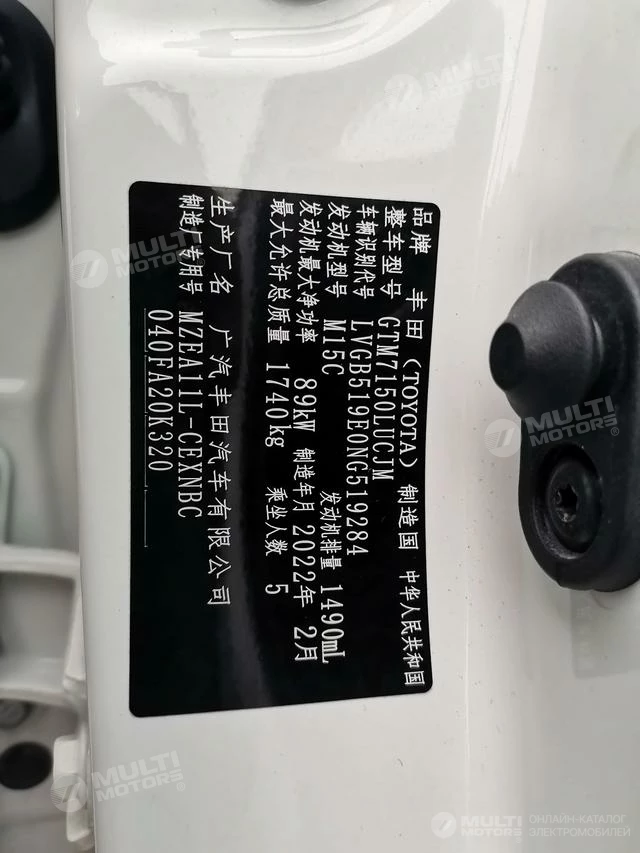 品牌 丰田(TOYOTA) 制造国 中华人民共和国
整车型号 GTM7150LUCJM
车辆识别代号 LVGB519E0NG519284
发动机型号 M15C 发动机排量 1490mL
发动机最大净功率 89kW 制造年月 2022年 2月
最大允许总质量 1740kg 乘坐人数 5
生产厂名 广汽丰田汽车有限公司
制造厂专用号 MZEA11L-CEXNBC
040FA20K320
MULTI MOTORS
MULTI MOTORS
MULTI MOTORS
MULTI MOTORS
MULTI MOTORS
ОНЛАЙН-КАТАЛОГ
ЭЛЕКТРОМОБИЛЕЙ